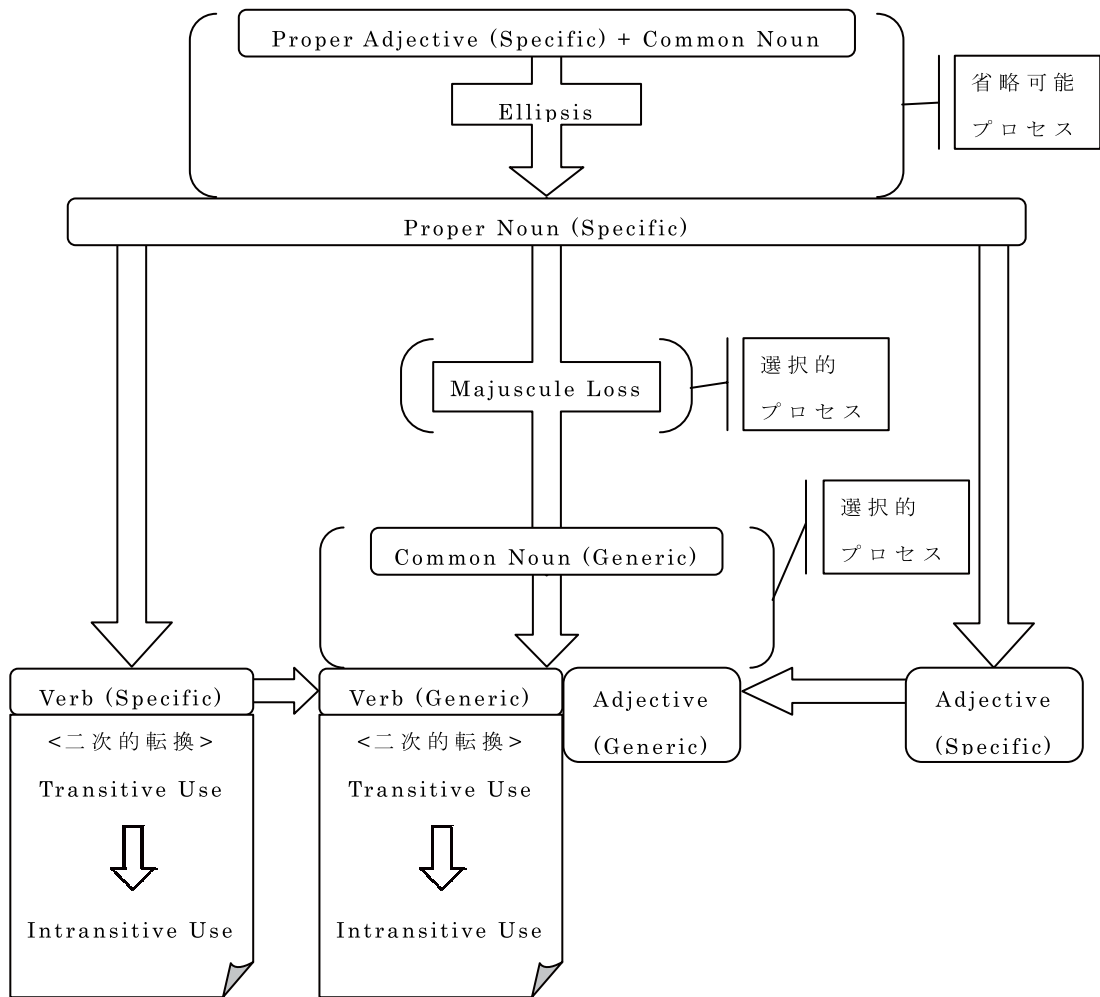 Proper Adjective (Specific) + Common Noun
Ellipsis
省略可能
プロセス
Proper Noun (Specific)
Majuscule Loss
選択的
プロセス
Common Noun (Generic)
選択的
プロセス
Verb (Specific)
<二次的転換>
Transitive Use
Intransitive Use
Verb (Generic)
<二次的転換>
Transitive Use
Intransitive Use
Adjective
(Generic)
Adjective
(Specific)